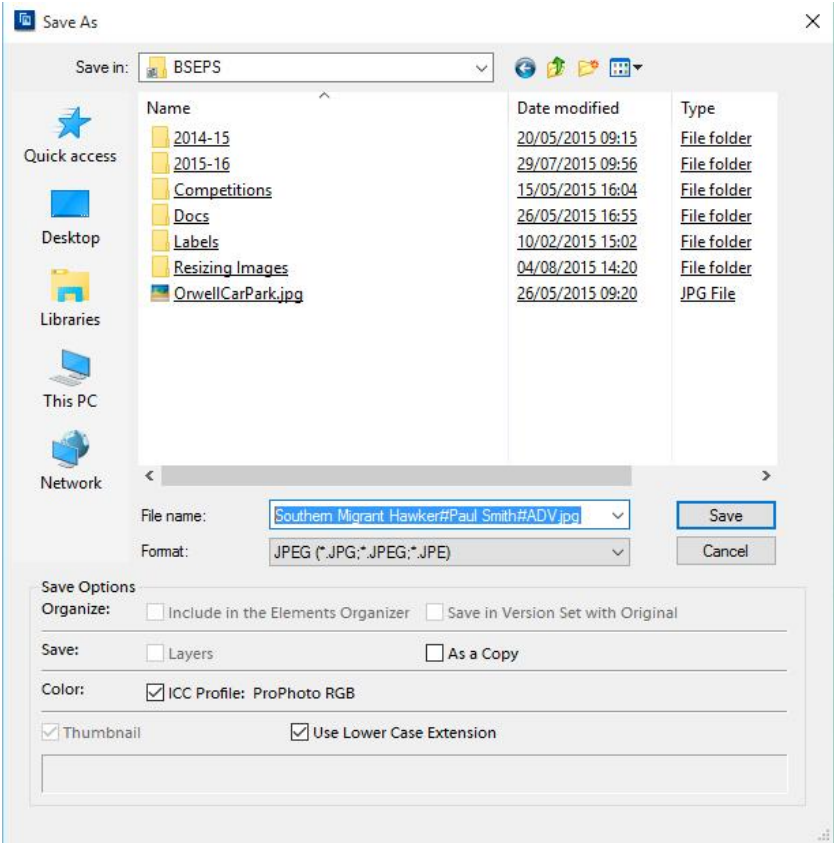 Save As
Save in: BSEPS
Name Date modified Type
Quick access
Desktop
Libraries
This PC
Network
2014-15 20/05/2015 09:15 File folder
2015-16 29/07/2015 09:56 File folder
Competitions 15/05/2015 16:04 File folder
Docs 26/05/2015 16:55 File folder
Labels 10/02/2015 15:02 File folder
Resizing Images 04/08/2015 14:20 File folder
OrwellCarPark.jpg 26/05/2015 09:20 JPG File
File name: Southern Migrant Hawker#Paul Smith#ADV.jpg Save
Format: JPEG (*.JPG;*.JPEG;*.JPE) Cancel
Save Options
Organize: Include in the Elements Organizer Save in Version Set with Original
Save: Layers As a Copy
Color: ICC Profile: ProPhoto RGB
Thumbnail Use Lower Case Extension